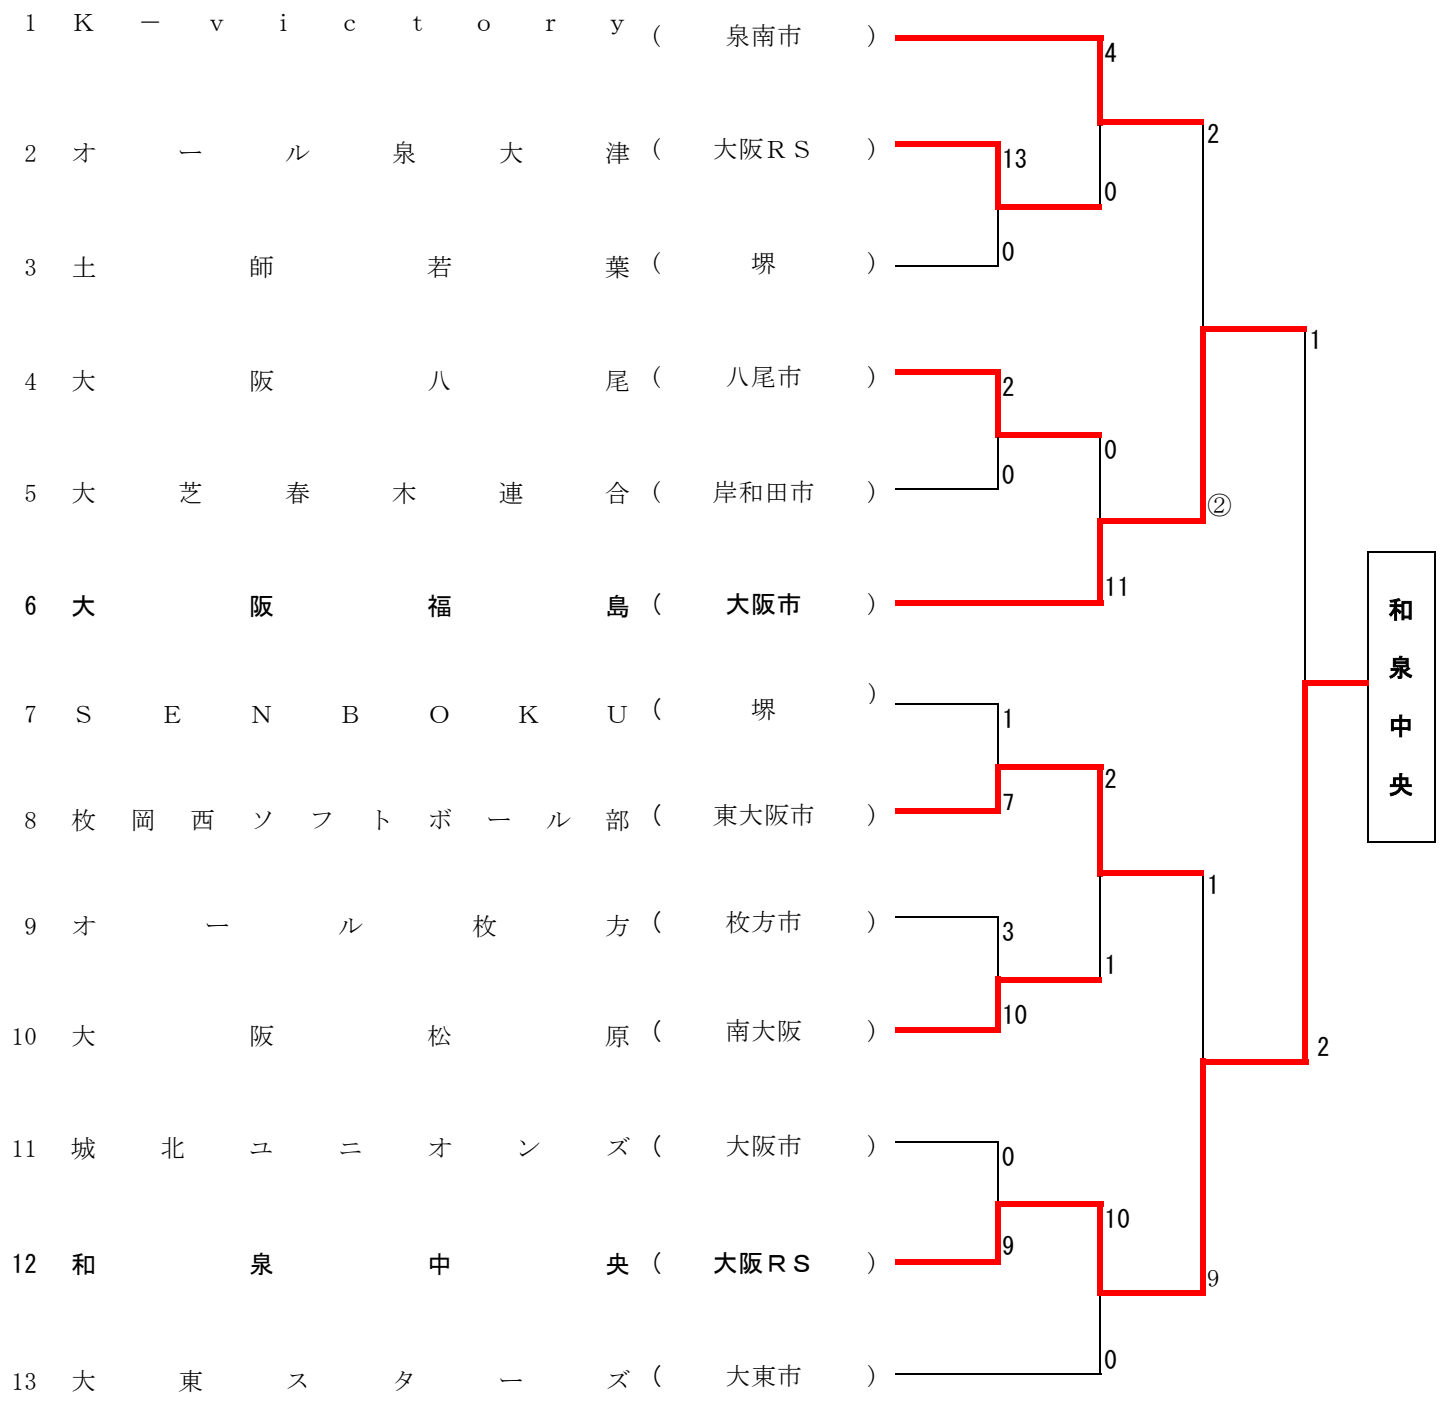 1 K－victory (泉南市) 4
2
2 オール泉大津 (大阪ＲＳ) 13
0
3 土師若葉 (堺) 0
1
4 大阪八尾 (八尾市) 2
0
5 大芝春木連合 (岸和田市) 0
②
6 大阪福島 (大阪市) 11
和泉中央
7 ＳＥＮＢＯＫＵ (堺) 1
2
8 枚岡西ソフトボール部 (東大阪市) 7
1
9 オール枚方 (枚方市) 3
1
10 大阪松原 (南大阪) 10
2
11 城北ユニオンズ (大阪市) 0
10
12 和泉中央 (大阪ＲＳ) 9
9
13 大東スターズ (大東市) 0